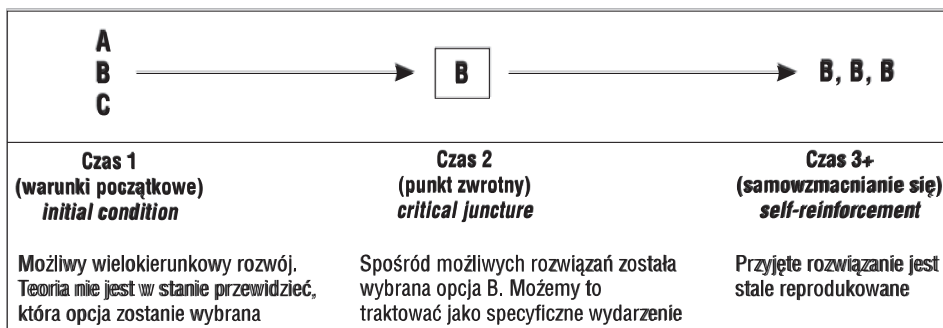 A
B
C
B
B, B, B
Czas 1
(warunki początkowe)
initial condition
Możliwy wielokierunkowy rozwój.
Teoria nie jest w stanie przewidzieć,
która opcja zostanie wybrana
Czas 2
(punkt zwrotny)
critical juncture
Spośród możliwych rozwiązań została
wybrana opcja B. Możemy to
traktować jako specyficzne wydarzenie
Czas 3+
(samowzmacnianie się)
self-reinforcement
Przyjęte rozwiązanie jest
stale reprodukowane